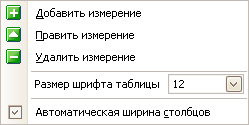 Добавить измерение
Править измерение
Удалить измерение
Размер шрифта таблицы 12
Автоматическая ширина столбцов